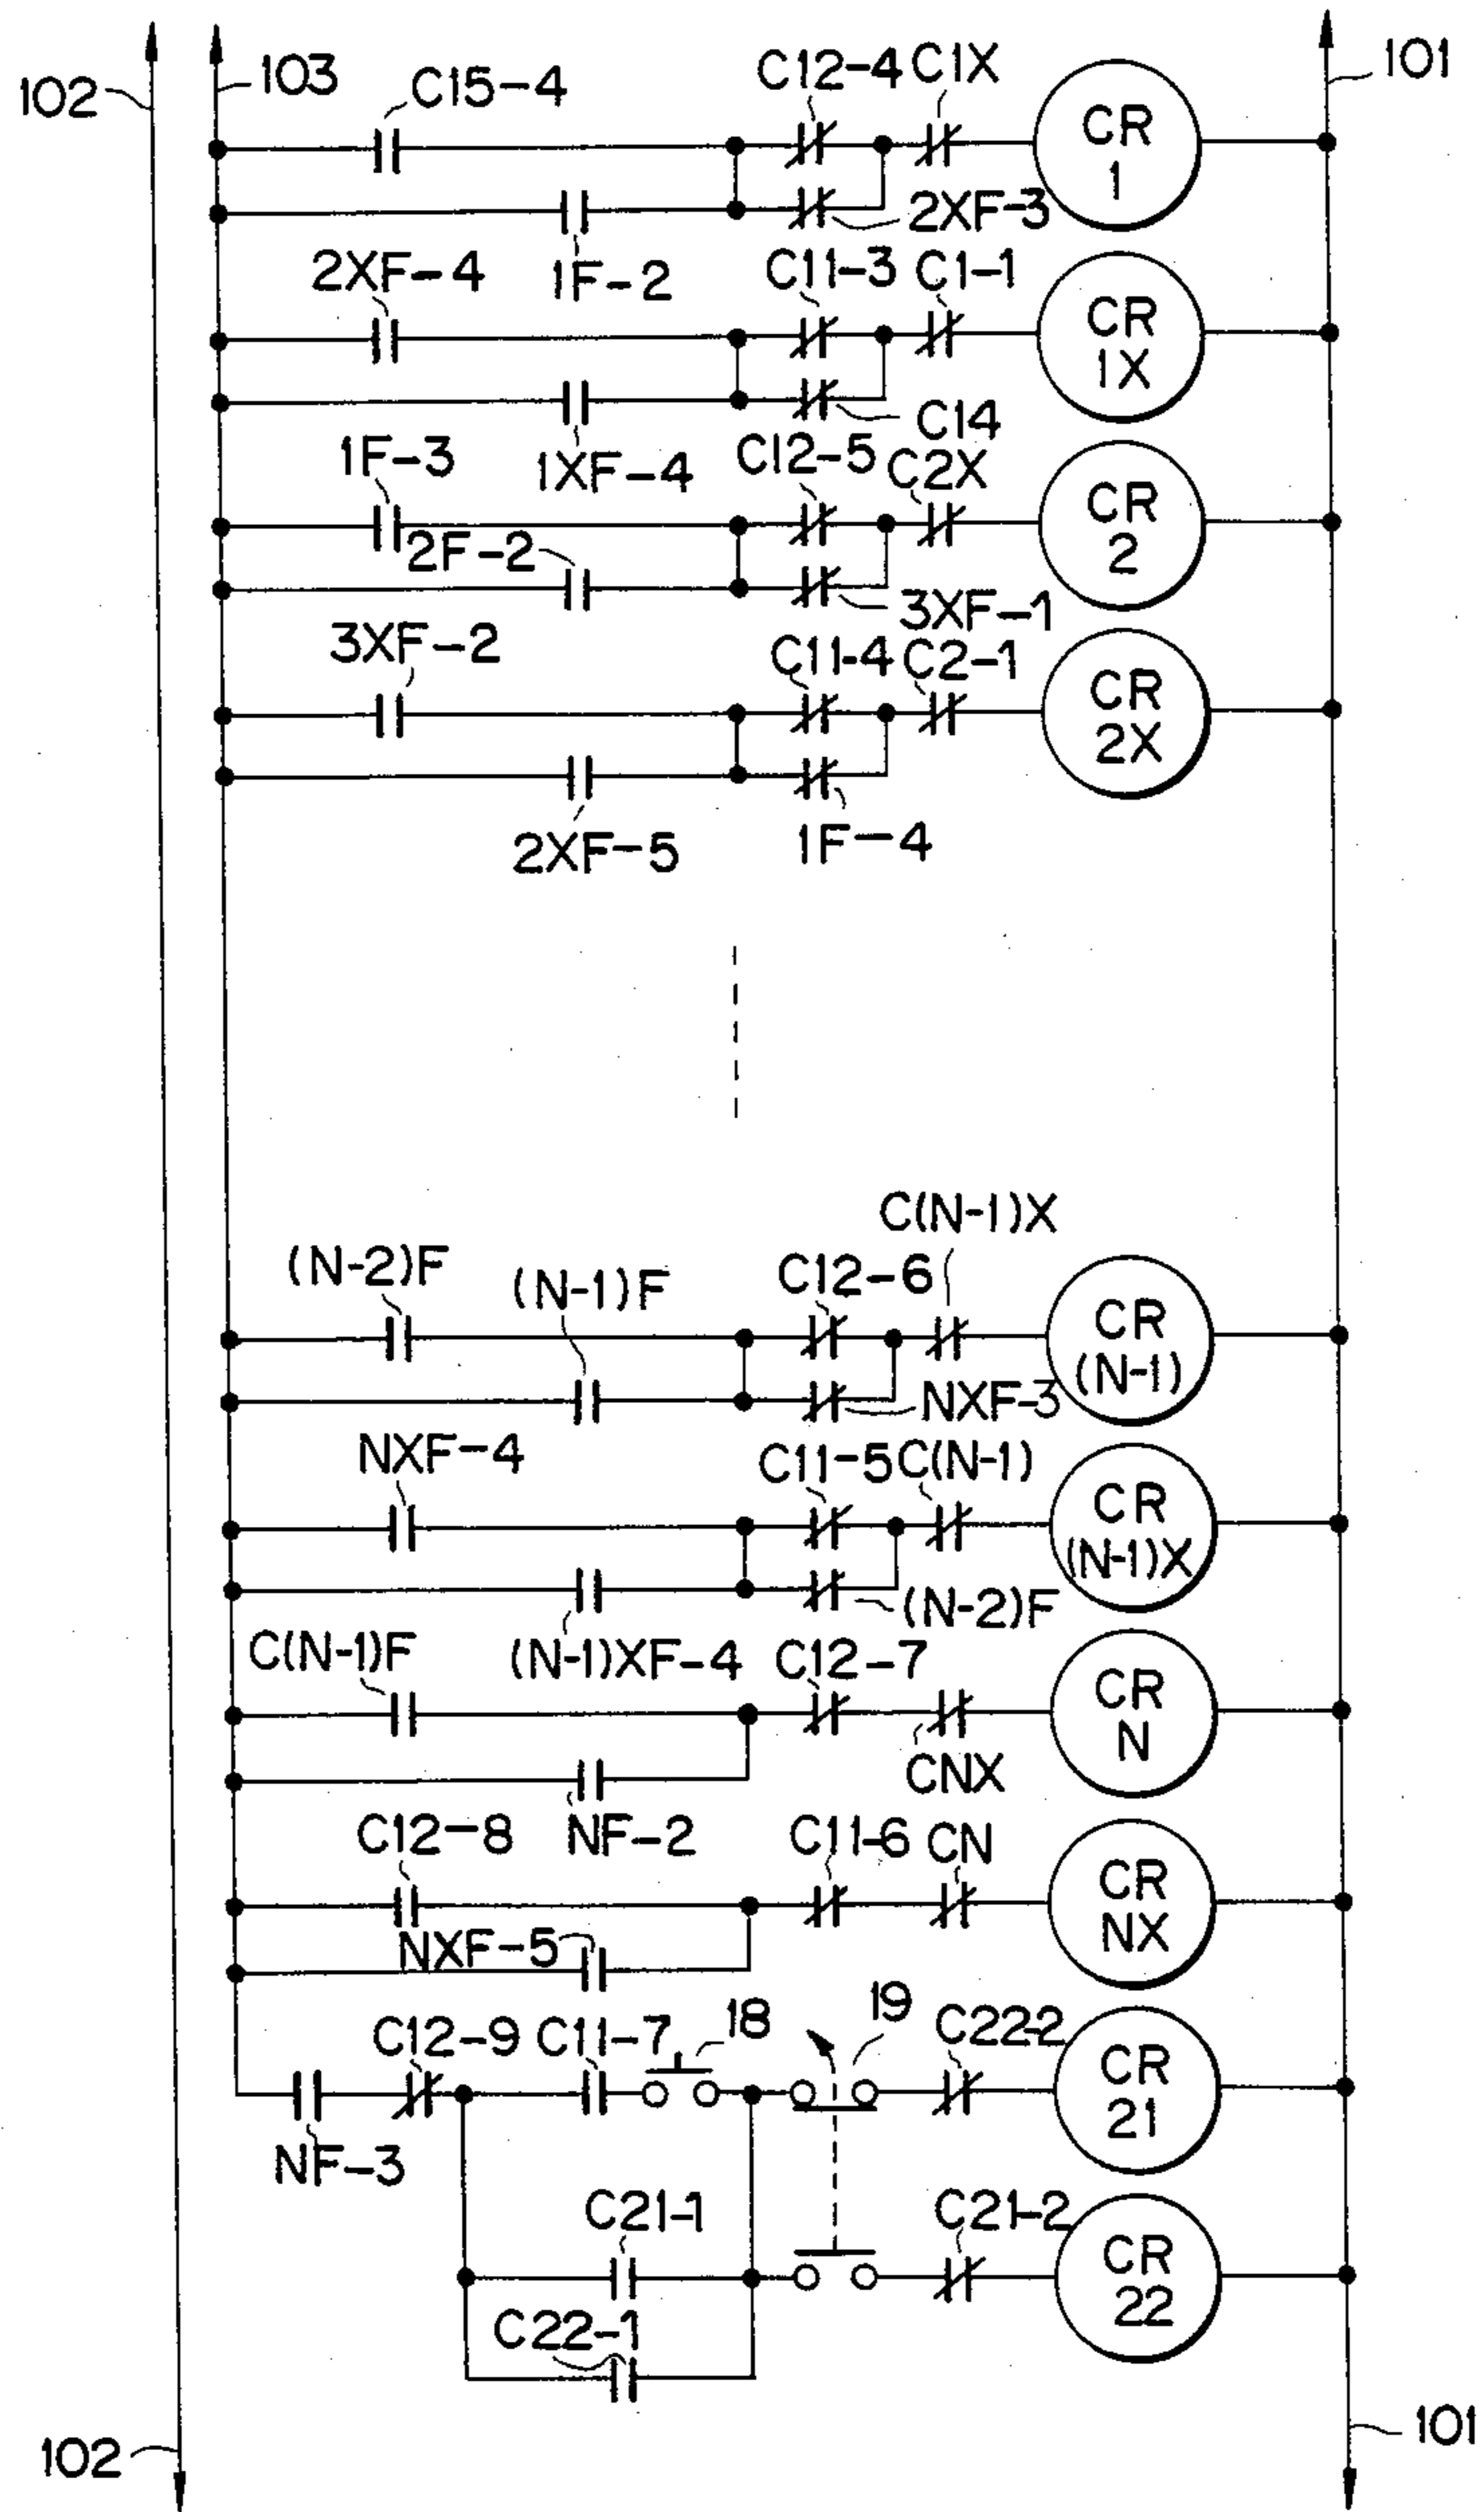 102
103
C15-4
C12-4
C1X
101
CR
1
2XF-3
1F-2
2XF-4
C11-3
C1-1
CR
1X
C14
1XF-4
1F-3
C12-5
C2X
CR
2
2F-2
3XF-1
3XF-2
C11-4
C2-1
CR
2X
1F-4
2XF-5
C(N-1)X
(N-2)F
(N-1)F
C12-6
CR
(N-1)
NXF-3
NXF-4
C11-5
C(N-1)
CR
(N-1)X
(N-2)F
(N-1)XF-4
C(N-1)F
C12-7
CR
N
CNX
NF-2
C12-8
C11-6
CN
CR
NX
NXF-5
C12-9
C11-7
18
19
C22-2
CR
21
NF-3
C21-1
C21-2
CR
22
C22-1
102
101